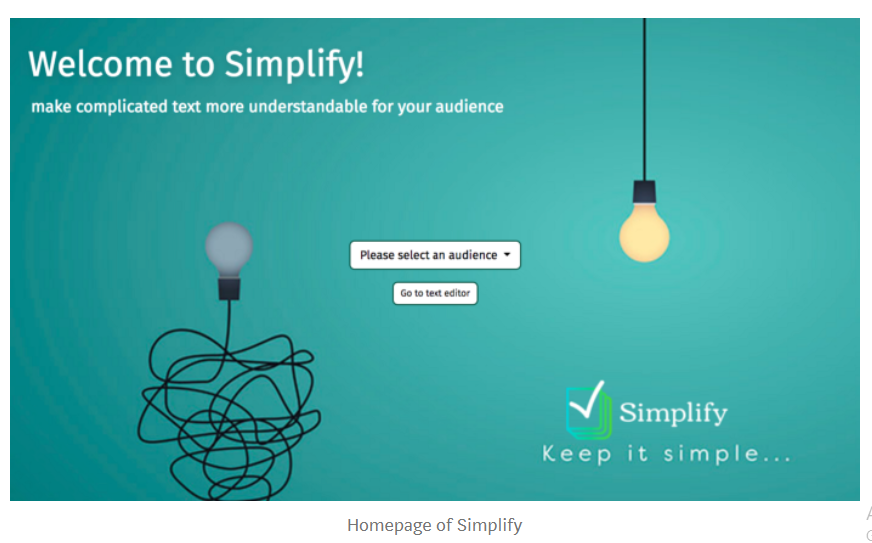 Welcome to Simplify!
make complicated text more understandable for your audience
Please select an audience
Go to text editor
Simplify
Keep it simple...
Homepage of Simplify